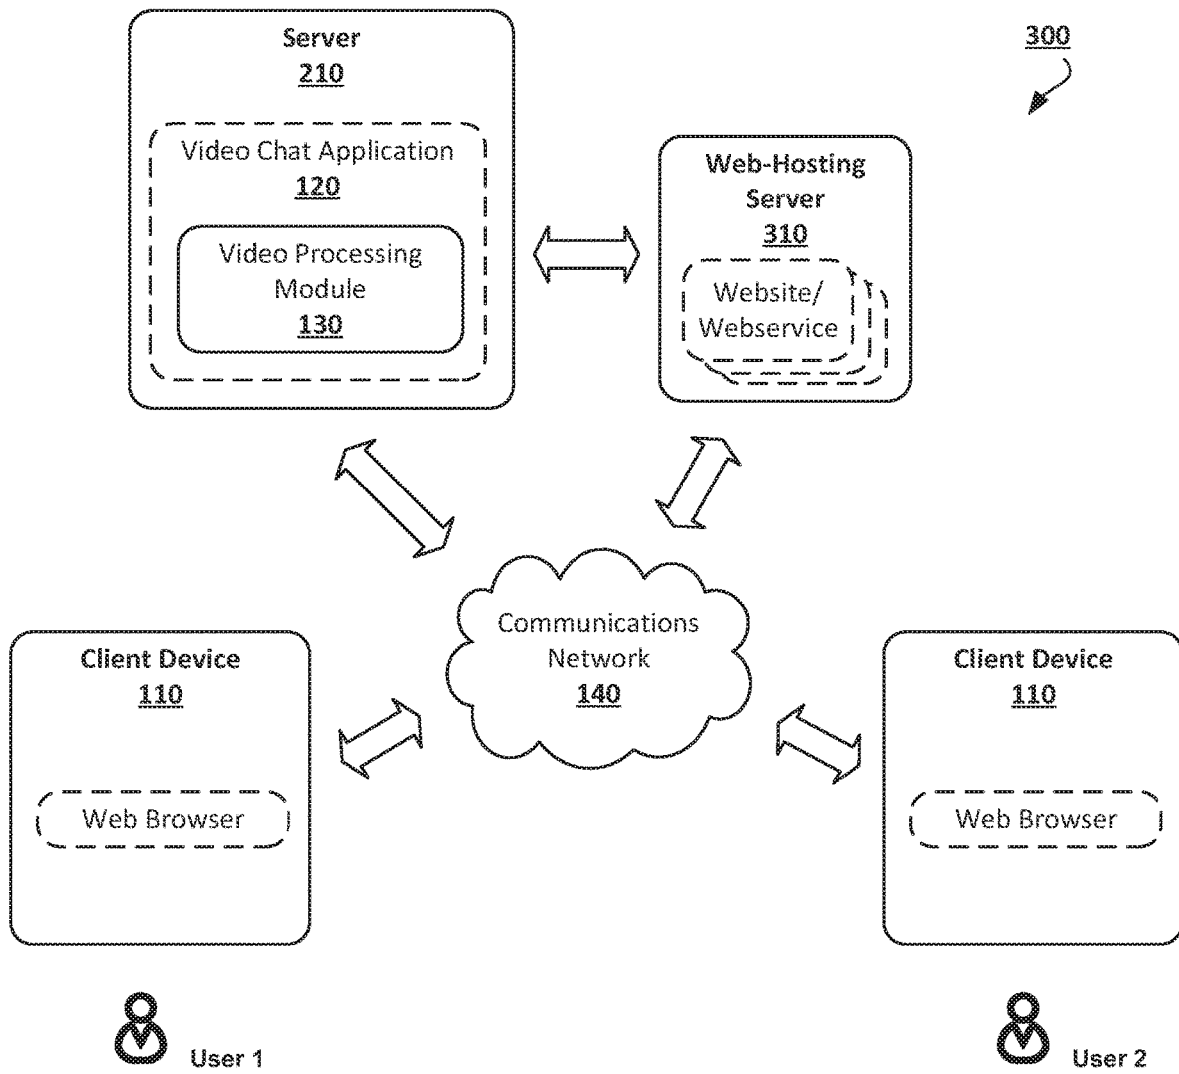 Server
210
Video Chat Application
120
Video Processing
Module
130
300
Web-Hosting
Server
310
Website/
Webservice
Communications
Network
140
Client Device
110
Web Browser
User 1
Client Device
110
Web Browser
User 2